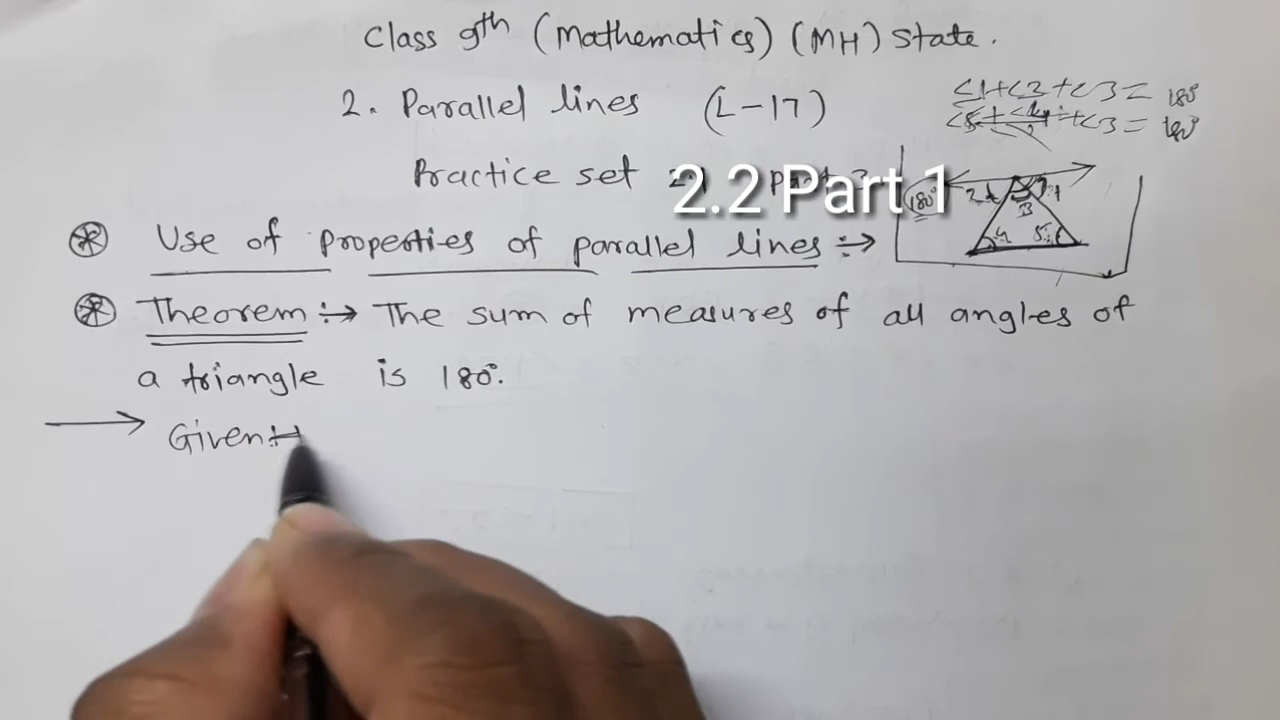 Class 9th (Mathematics) (MH) State.
2. Parallel lines (L-17)
<1+<2+<3= 180°
+<3= 180°
Practice set
2.2 Part 1
180°
Use of properties of parallel lines ÷→
Theorem ÷→ The sum of measures of all angles of
a triangle is 180°.
→ Given